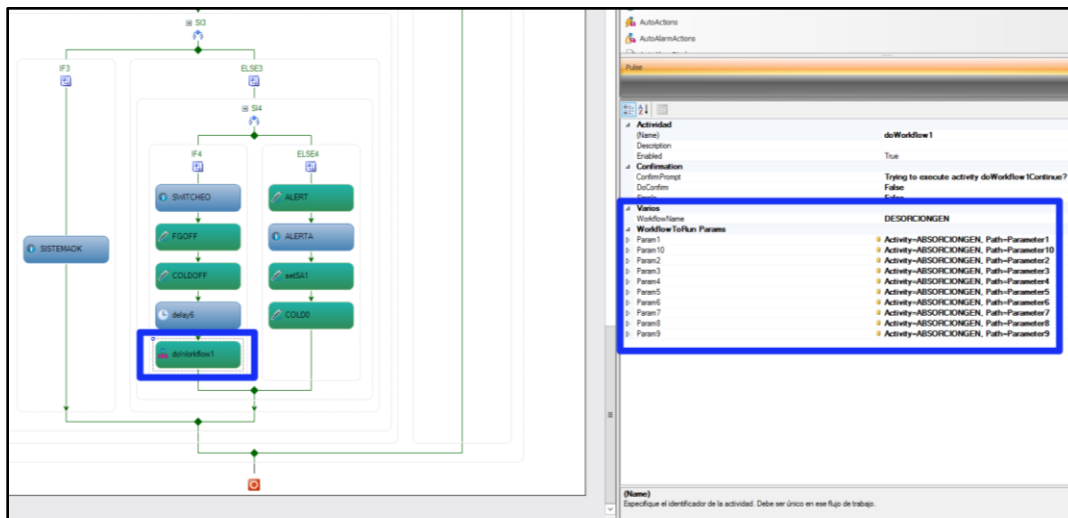 SI3
IF3
ELSE3
SI4
IF4
ELSE4
SWITCHEO
ALERT
FGOFF
ALERTA
SISTEMAOK
COLDOFF
setSA1
delay6
COLD0
doWorkflow1
AutoActions
AutoAlarmActions
Pulse
Actividad
(Name) doWorkflow1
Description
Enabled True
Confirmation
ConfirmPrompt Trying to execute activity doWorkflow1Continue?
DoConfirm False
False
Varios
WorkflowName DESORCIONGEN
WorkflowToRun Params
Param1 Activity=ABSORCIONGEN, Path=Parameter1
Param10 Activity=ABSORCIONGEN, Path=Parameter10
Param2 Activity=ABSORCIONGEN, Path=Parameter2
Param3 Activity=ABSORCIONGEN, Path=Parameter3
Param4 Activity=ABSORCIONGEN, Path=Parameter4
Param5 Activity=ABSORCIONGEN, Path=Parameter5
Param6 Activity=ABSORCIONGEN, Path=Parameter6
Param7 Activity=ABSORCIONGEN, Path=Parameter7
Param8 Activity=ABSORCIONGEN, Path=Parameter8
Param9 Activity=ABSORCIONGEN, Path=Parameter9
(Name)
Especifique el identificador de la actividad. Debe ser único en ese flujo de trabajo.